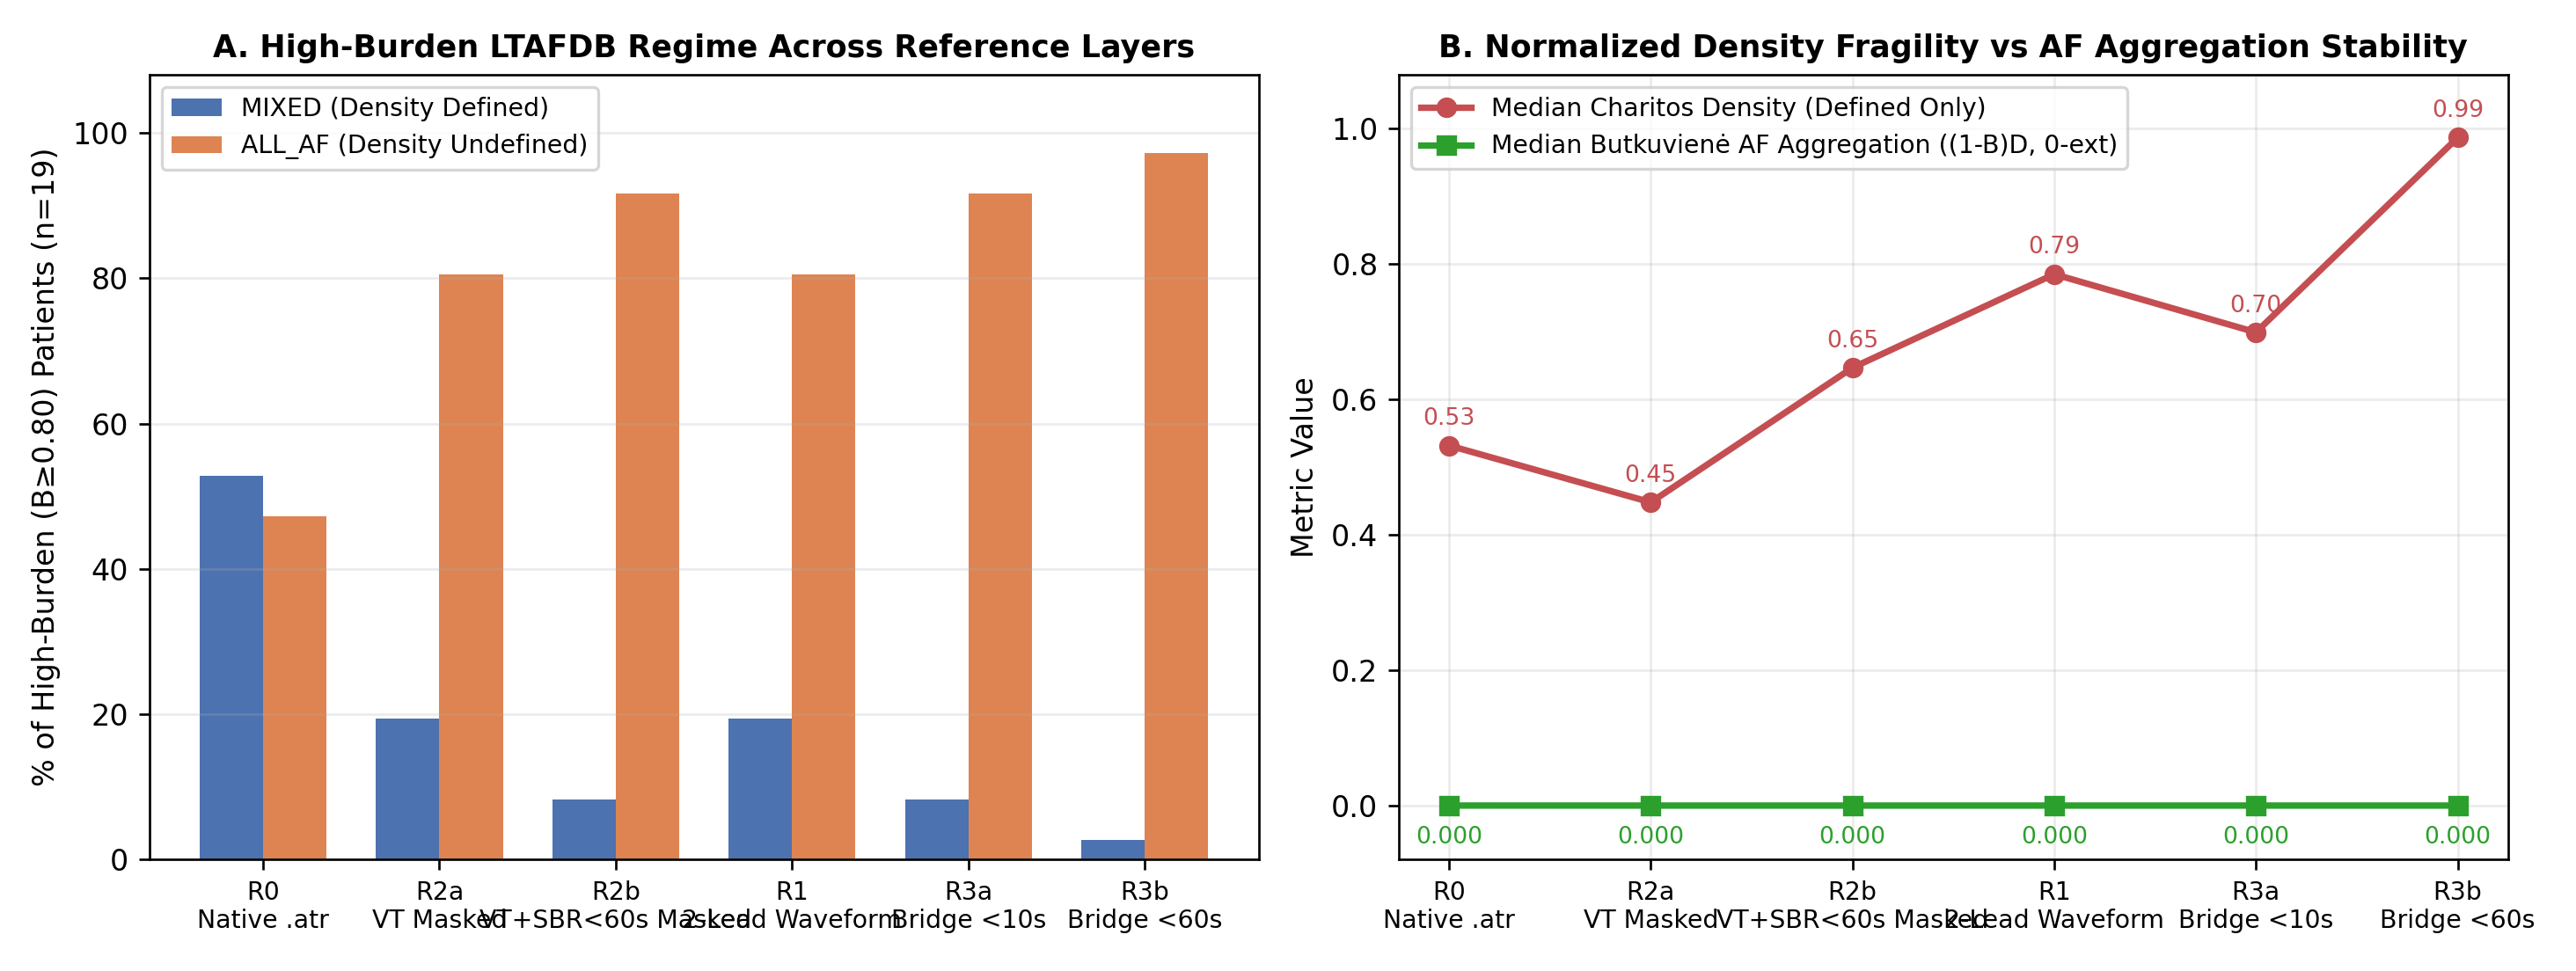 A. High-Burden LTAFDB Regime Across Reference Layers
MIXED (Density Defined)
ALL_AF (Density Undefined)
% of High-Burden (B≥0.80) Patients (n=19)
100
80
60
40
20
0
R0
Native .atr
R2a
VT Masked
R2b
VT+SBR<60s Masked
R1
2-Lead Waveform
R3a
Bridge <10s
R3b
Bridge <60s
B. Normalized Density Fragility vs AF Aggregation Stability
Median Charitos Density (Defined Only)
Median Butkuvienė AF Aggregation ((1-B)D, 0-ext)
Metric Value
1.0
0.8
0.6
0.4
0.2
0.0
0.53
0.45
0.65
0.79
0.70
0.99
0.000
0.000
0.000
0.000
0.000
0.000
R0
Native .atr
R2a
VT Masked
R2b
VT+SBR<60s Masked
R1
2-Lead Waveform
R3a
Bridge <10s
R3b
Bridge <60s